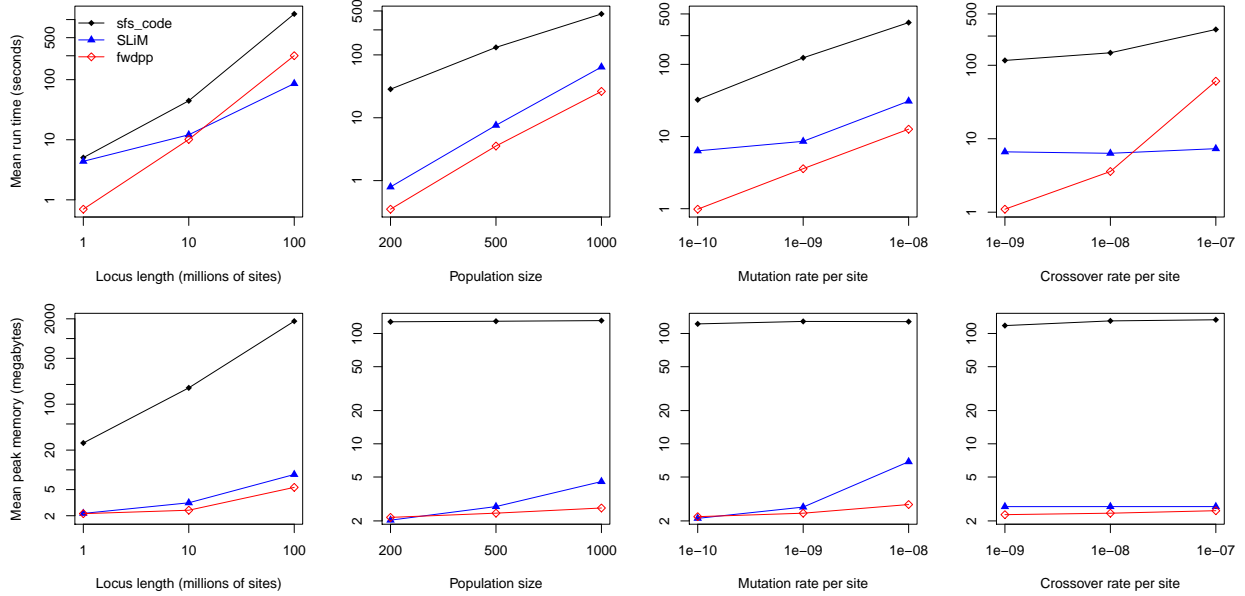 sfs_code
SLiM
fwdpp
Mean run time (seconds)
500
100
10
1
1
10
100
Locus length (millions of sites)
500
100
10
1
200
500
1000
Population size
500
100
10
1
1e−10
1e−09
1e−08
Mutation rate per site
500
100
10
1
1e−09
1e−08
1e−07
Crossover rate per site
Mean peak memory (megabytes)
2000
500
100
20
5
2
1
10
100
Locus length (millions of sites)
100
50
20
10
5
2
200
500
1000
Population size
100
50
20
10
5
2
1e−10
1e−09
1e−08
Mutation rate per site
100
50
20
10
5
2
1e−09
1e−08
1e−07
Crossover rate per site